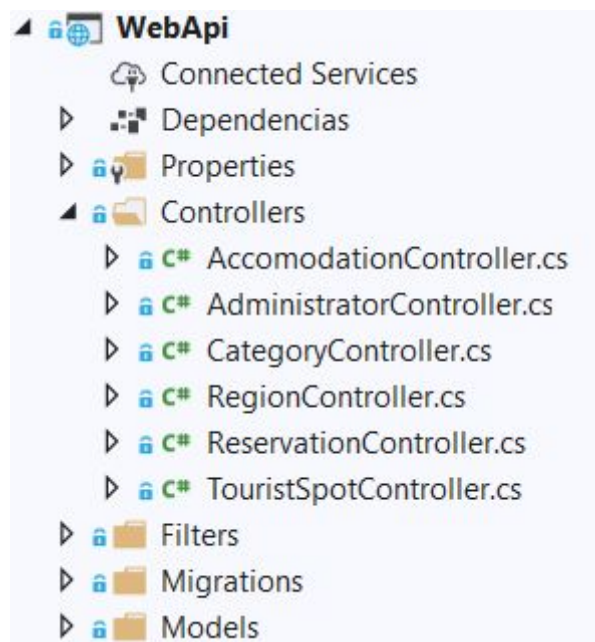 WebApi
Connected Services
Dependencias
Properties
Controllers
C# AccomodationController.cs
C# AdministratorController.cs
C# CategoryController.cs
C# RegionController.cs
C# ReservationController.cs
C# TouristSpotController.cs
Filters
Migrations
Models